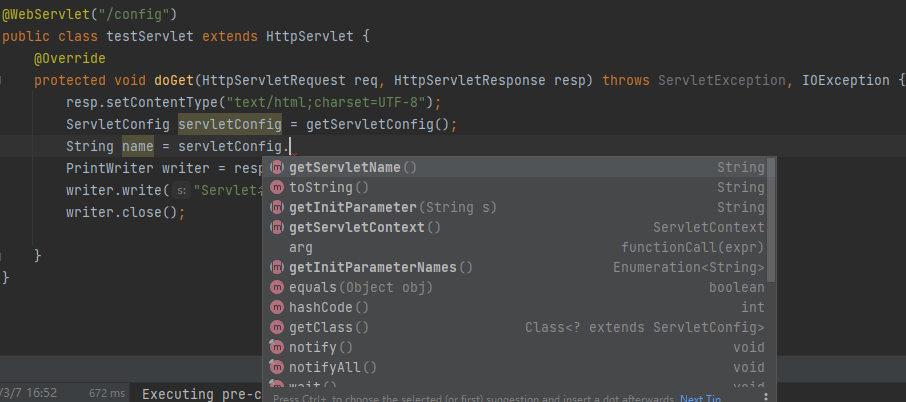 @WebServlet("/config")
public class testServlet extends HttpServlet {
@Override
protected void doGet(HttpServletRequest req, HttpServletResponse resp) throws ServletException, IOException {
resp.setContentType("text/html;charset=UTF-8");
ServletConfig servletConfig = getServletConfig();
String name = servletConfig.
PrintWriter writer = resp
writer.write( s: "Servlet
writer.close();
}
}
m getServletName() String
m toString() String
m getInitParameter(String s) String
m getServletContext() ServletContext
arg functionCall(expr)
m getInitParameterNames() Enumeration<String>
m equals(Object obj) boolean
m hashCode() int
m getClass() Class<? extends ServletConfig>
m notify() void
m notifyAll() void
m wait() void
Press Ctrl+. to choose the selected (or first) suggestion and insert a dot afterwards Next Tip
/3/7 16:52 672 ms Executing pre-c